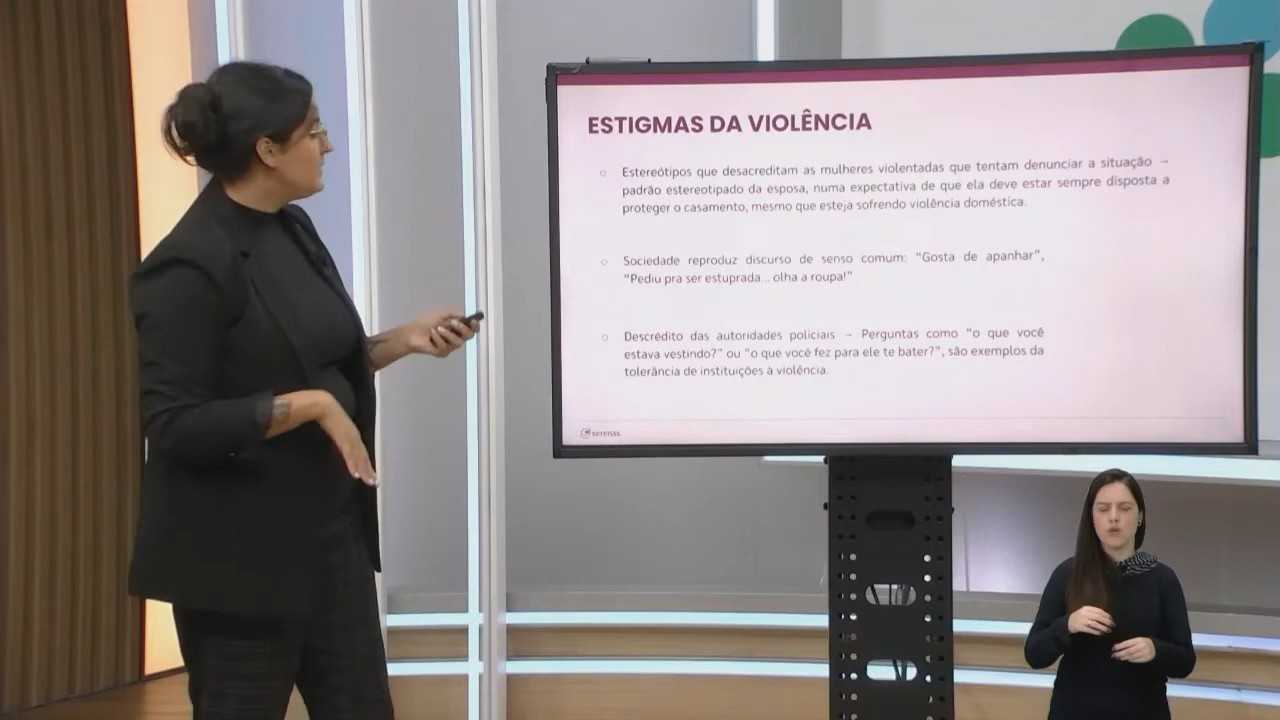 ESTIGMAS DA VIOLÊNCIA
Estereótipos que desacreditam as mulheres violentadas que tentam denunciar a situação →
padrão estereotipado da esposa, numa expectativa de que ela deve estar sempre disposta a
proteger o casamento, mesmo que esteja sofrendo violência doméstica.
Sociedade reproduz discurso de senso comum: “Gosta de apanhar”,
“Pediu pra ser estuprada... olha a roupa!”
Descrédito das autoridades policiais → Perguntas como “o que você
estava vestindo?” ou “o que você fez para ele te bater?”, são exemplos da
tolerância de instituições à violência.
serenas